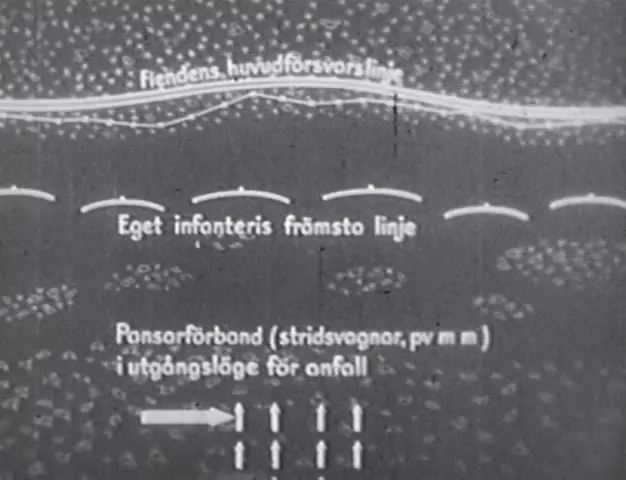 Fiendens huvudförsvarslinje
Eget infanteris främsta linje
Pansarförband (stridsvagnar, pv m m)
i utgångsläge för anfall